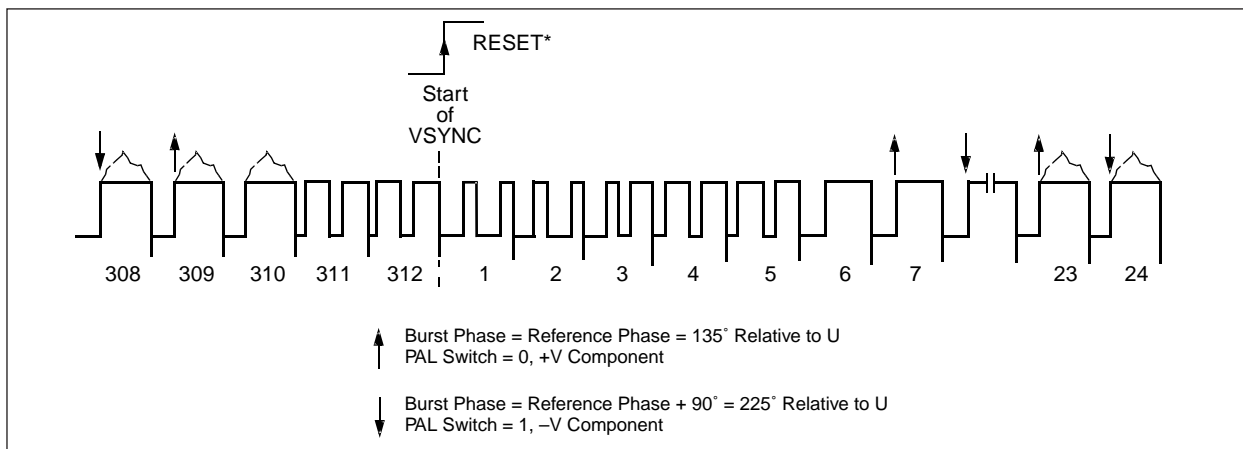 RESET*
Start
of
VSYNC
308 309 310 311 312 1 2 3 4 5 6 7 23 24
Burst Phase = Reference Phase = 135° Relative to U
PAL Switch = 0, +V Component
Burst Phase = Reference Phase + 90° = 225° Relative to U
PAL Switch = 1, –V Component